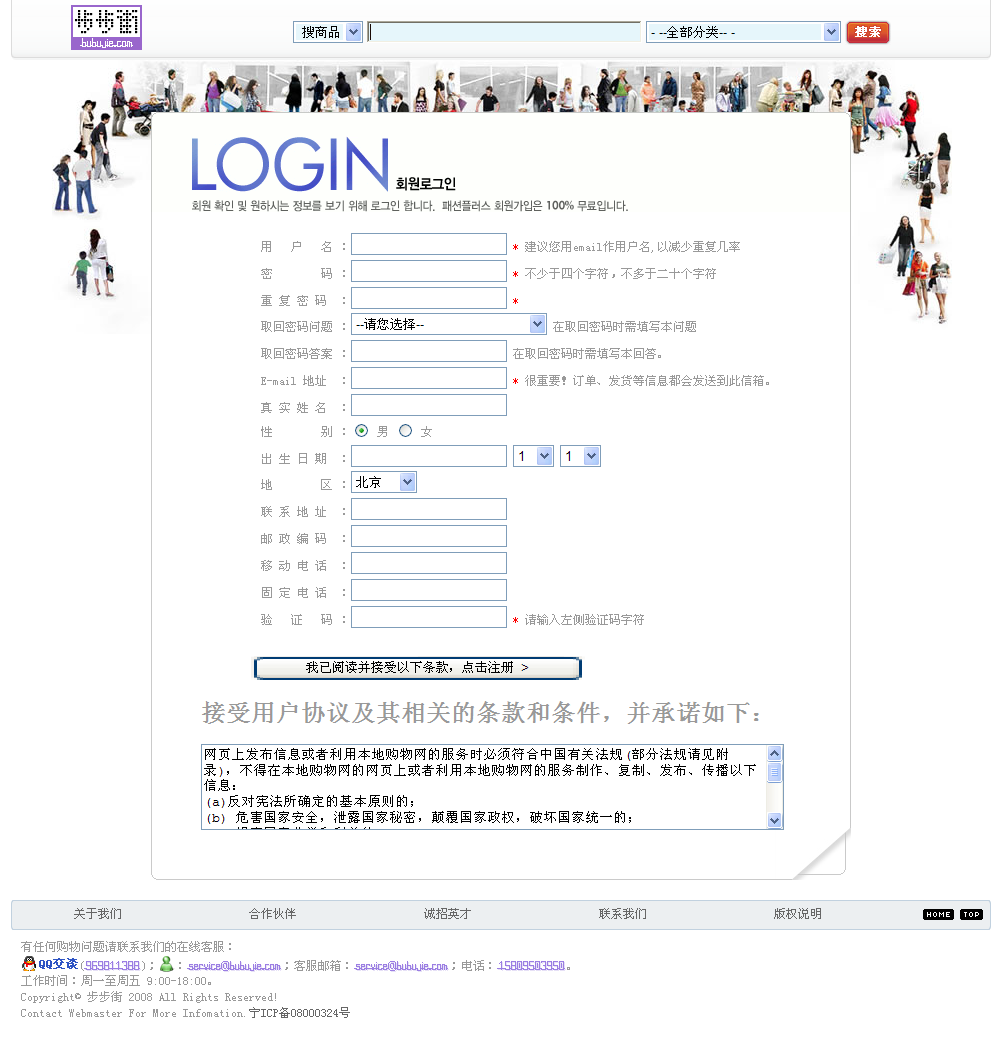 步步街
bubujie.com
搜商品
- --全部分类-- -
搜索
LOGIN 회원로그인
회원 확인 및 원하시는 정보를 보기 위해 로그인 합니다. 패션플러스 회원가입은 100% 무료입니다.
用 户 名 : * 建议您用email作用户名,以减少重复几率
密 码 : * 不少于四个字符，不多于二十个字符
重 复 密 码 : *
取回密码问题 : --请您选择-- 在取回密码时需填写本问题
取回密码答案 : 在取回密码时需填写本回答。
E-mail 地址 : * 很重要! 订单、发货等信息都会发送到此信箱。
真 实 姓 名 :
性 别 : 男 女
出 生 日 期 : 1 1
地 区 : 北京
联 系 地 址 :
邮 政 编 码 :
移 动 电 话 :
固 定 电 话 :
验 证 码 : * 请输入左侧验证码字符
我已阅读并接受以下条款，点击注册 >
接受用户协议及其相关的条款和条件，并承诺如下：
网页上发布信息或者利用本地购物网的服务时必须符合中国有关法规(部分法规请见附
录)，不得在本地购物网的网页上或者利用本地购物网的服务制作、复制、发布、传播以下
信息：
(a)反对宪法所确定的基本原则的；
(b) 危害国家安全，泄露国家秘密，颠覆国家政权，破坏国家统一的；
关于我们 合作伙伴 诚招英才 联系我们 版权说明 HOME TOP
有任何购物问题请联系我们的在线客服：
QQ交谈(969811388)；：service@bubujie.com；客服邮箱：service@bubujie.com；电话：15809503950。
工作时间：周一至周五 9:00-18:00。
Copyright© 步步街 2008 All Rights Reserved!
Contact Webmaster For More Infomation.宁ICP备08000324号